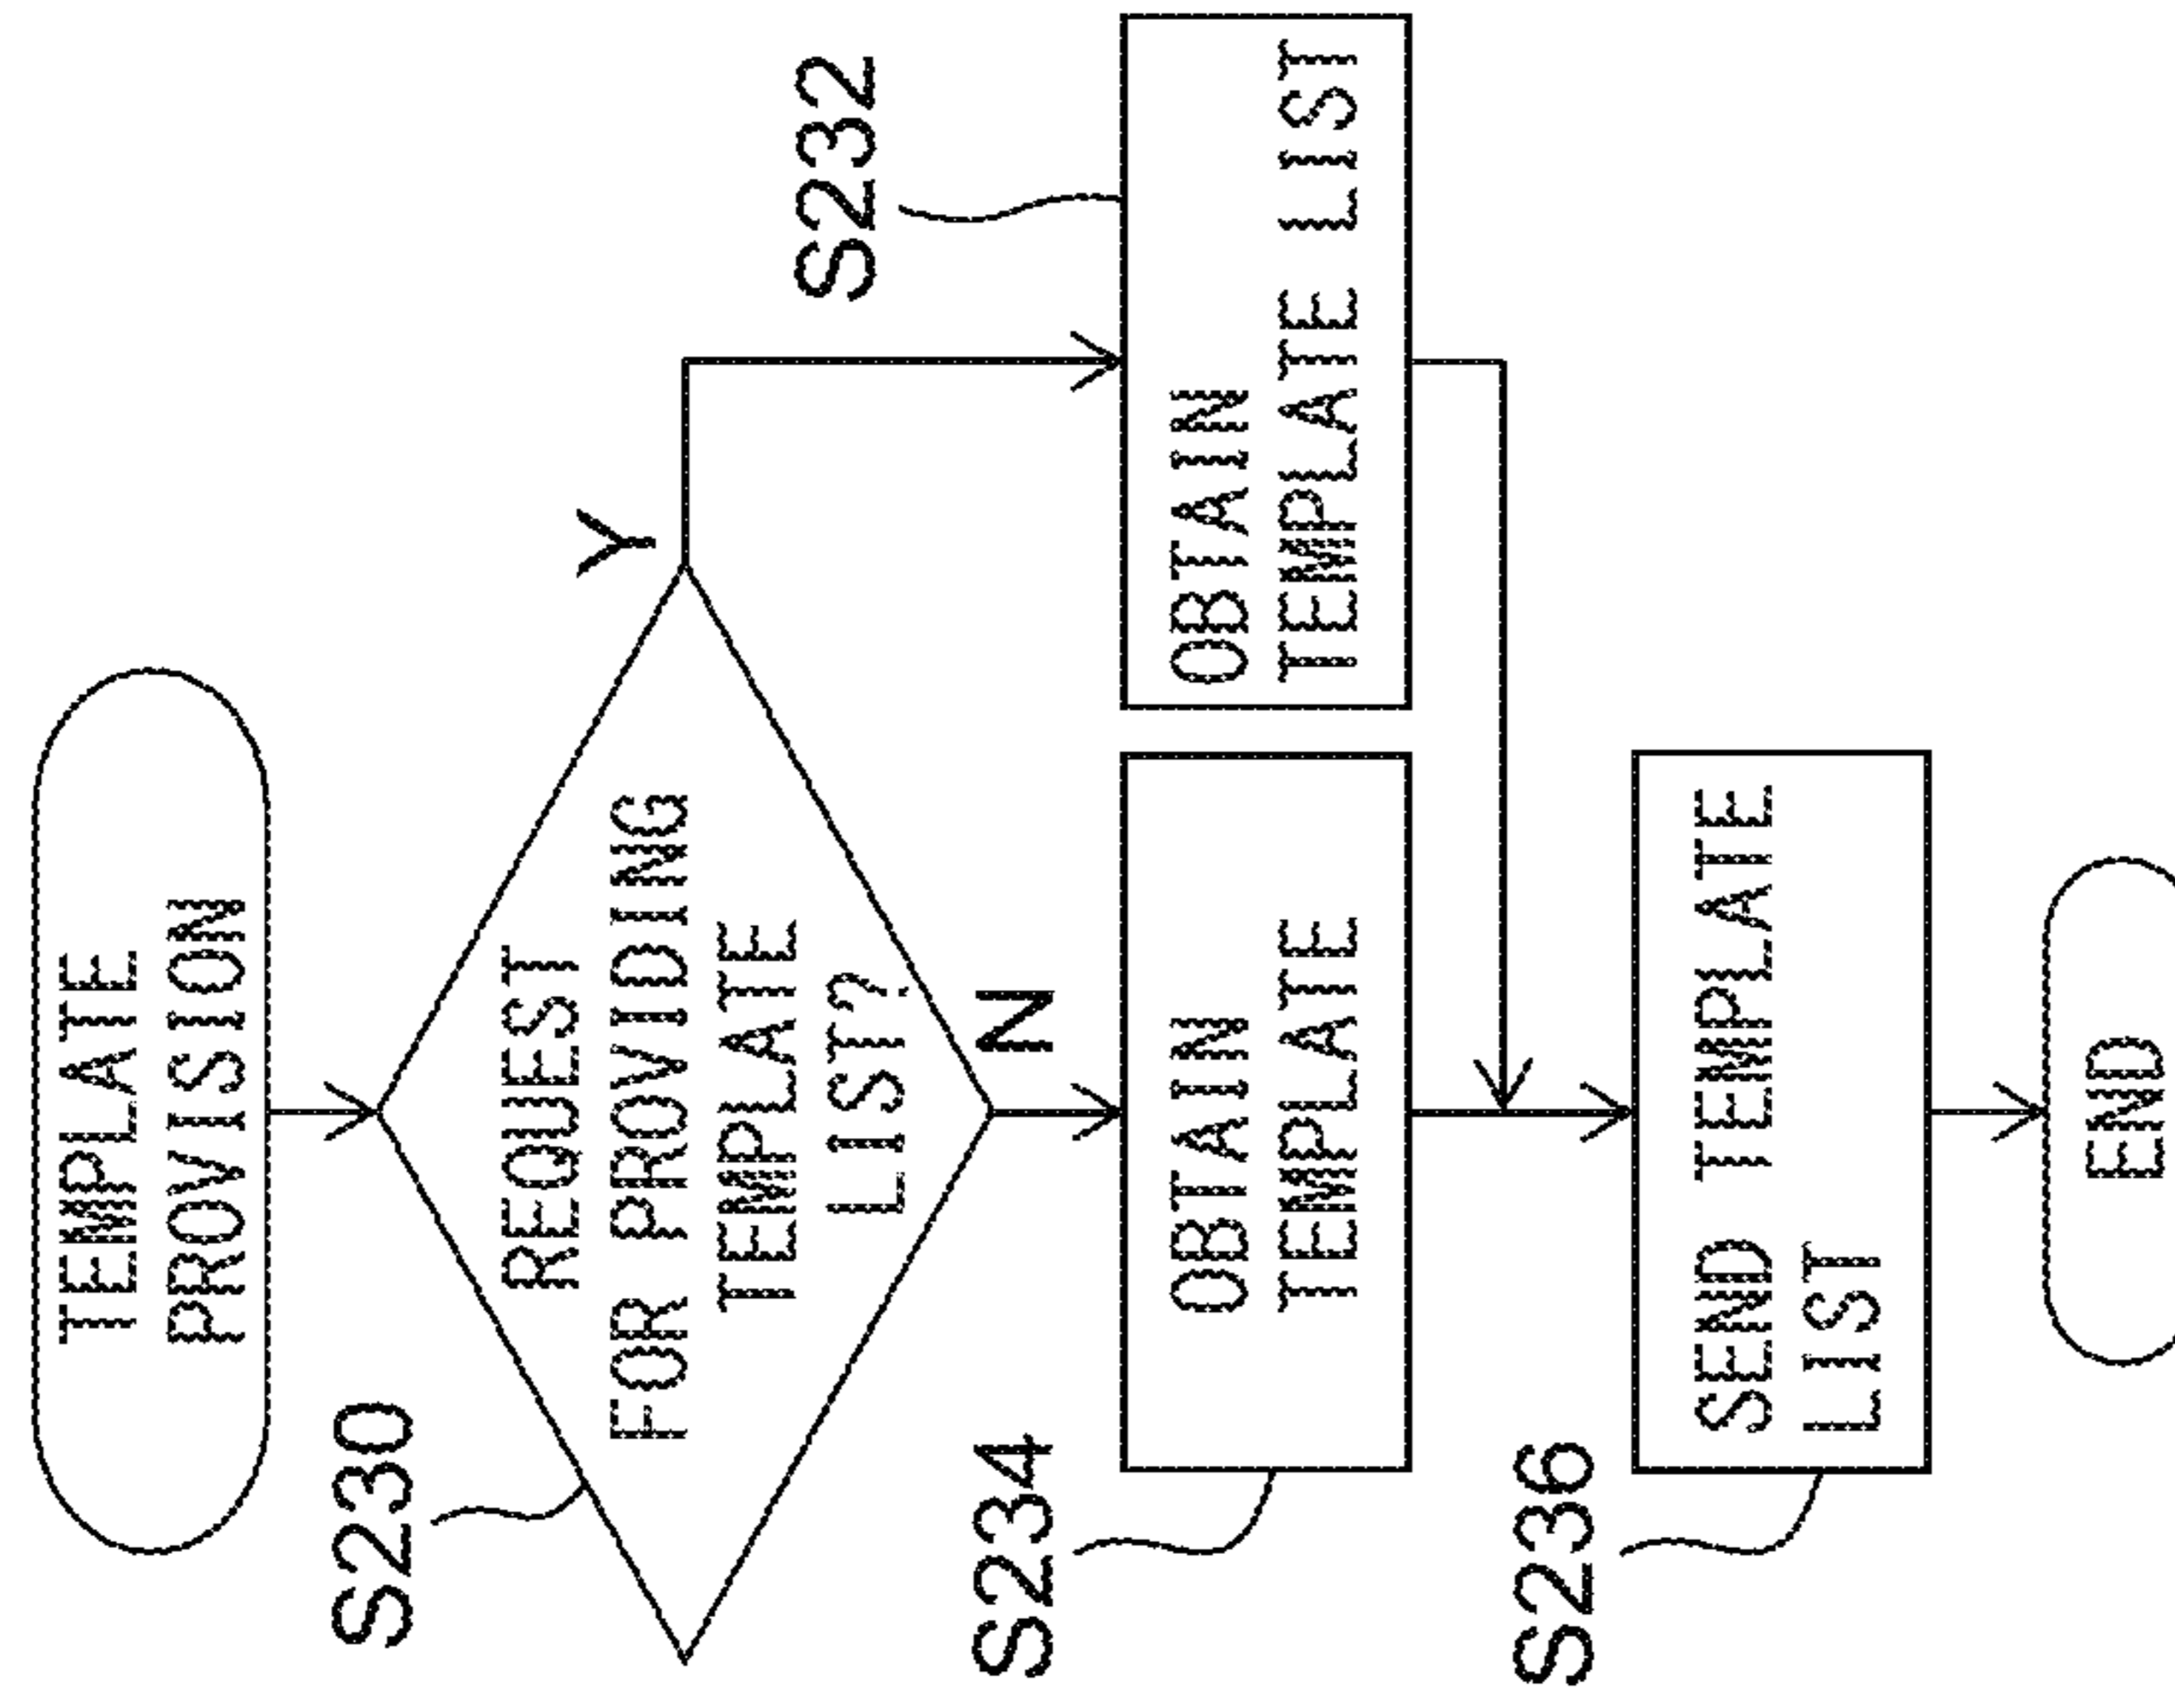 TEMPLATE
PROVISION
S230
REQUEST
FOR PROVIDING
TEMPLATE
LIST?
Y
N
S232
OBTAIN
TEMPLATE LIST
S234
OBTAIN
TEMPLATE
S236
SEND TEMPLATE
LIST
END